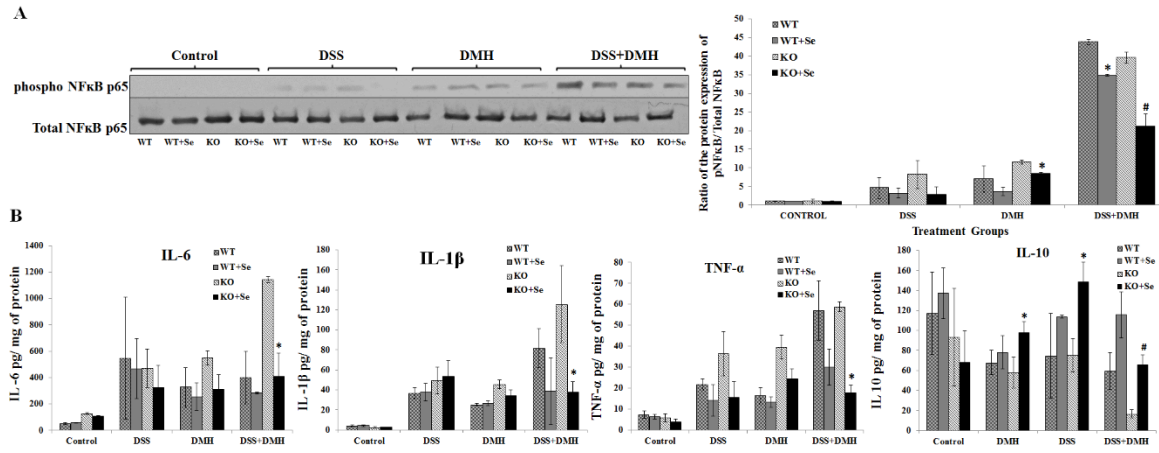 A
Control DSS DMH DSS+DMH
phospho NFκB p65
Total NFκB p65
WT WT+Se KO KO+Se WT WT+Se KO KO+Se WT WT+Se KO KO+Se WT WT+Se KO KO+Se
Ratio of the protein expression of
pNFκB/Total NFκB
45
40
35
30
25
20
15
10
5
0
WT
WT+Se
KO
KO+Se
*
#
*
CONTROL DSS DMH DSS+DMH
Treatment Groups
B
IL-6
IL-6 pg/ mg of protein
1400
1200
1000
800
600
400
200
0
WT
WT+Se
KO
KO+Se
*
Control DSS DMH DSS+DMH
IL-1β
IL-1β pg/ mg of protein
180
160
140
120
100
80
60
40
20
0
WT
WT+Se
KO
KO+Se
*
Control DSS DMH DSS+DMH
TNF-α
TNF-α pg/ mg of protein
80
70
60
50
40
30
20
10
0
WT
WT+Se
KO
KO+Se
*
Control DSS DMH DSS+DMH
IL-10
IL 10 pg/ mg of protein
180
160
140
120
100
80
60
40
20
0
WT
WT+Se
KO
KO+Se
*
*
#
Control DMH DSS DSS+DMH